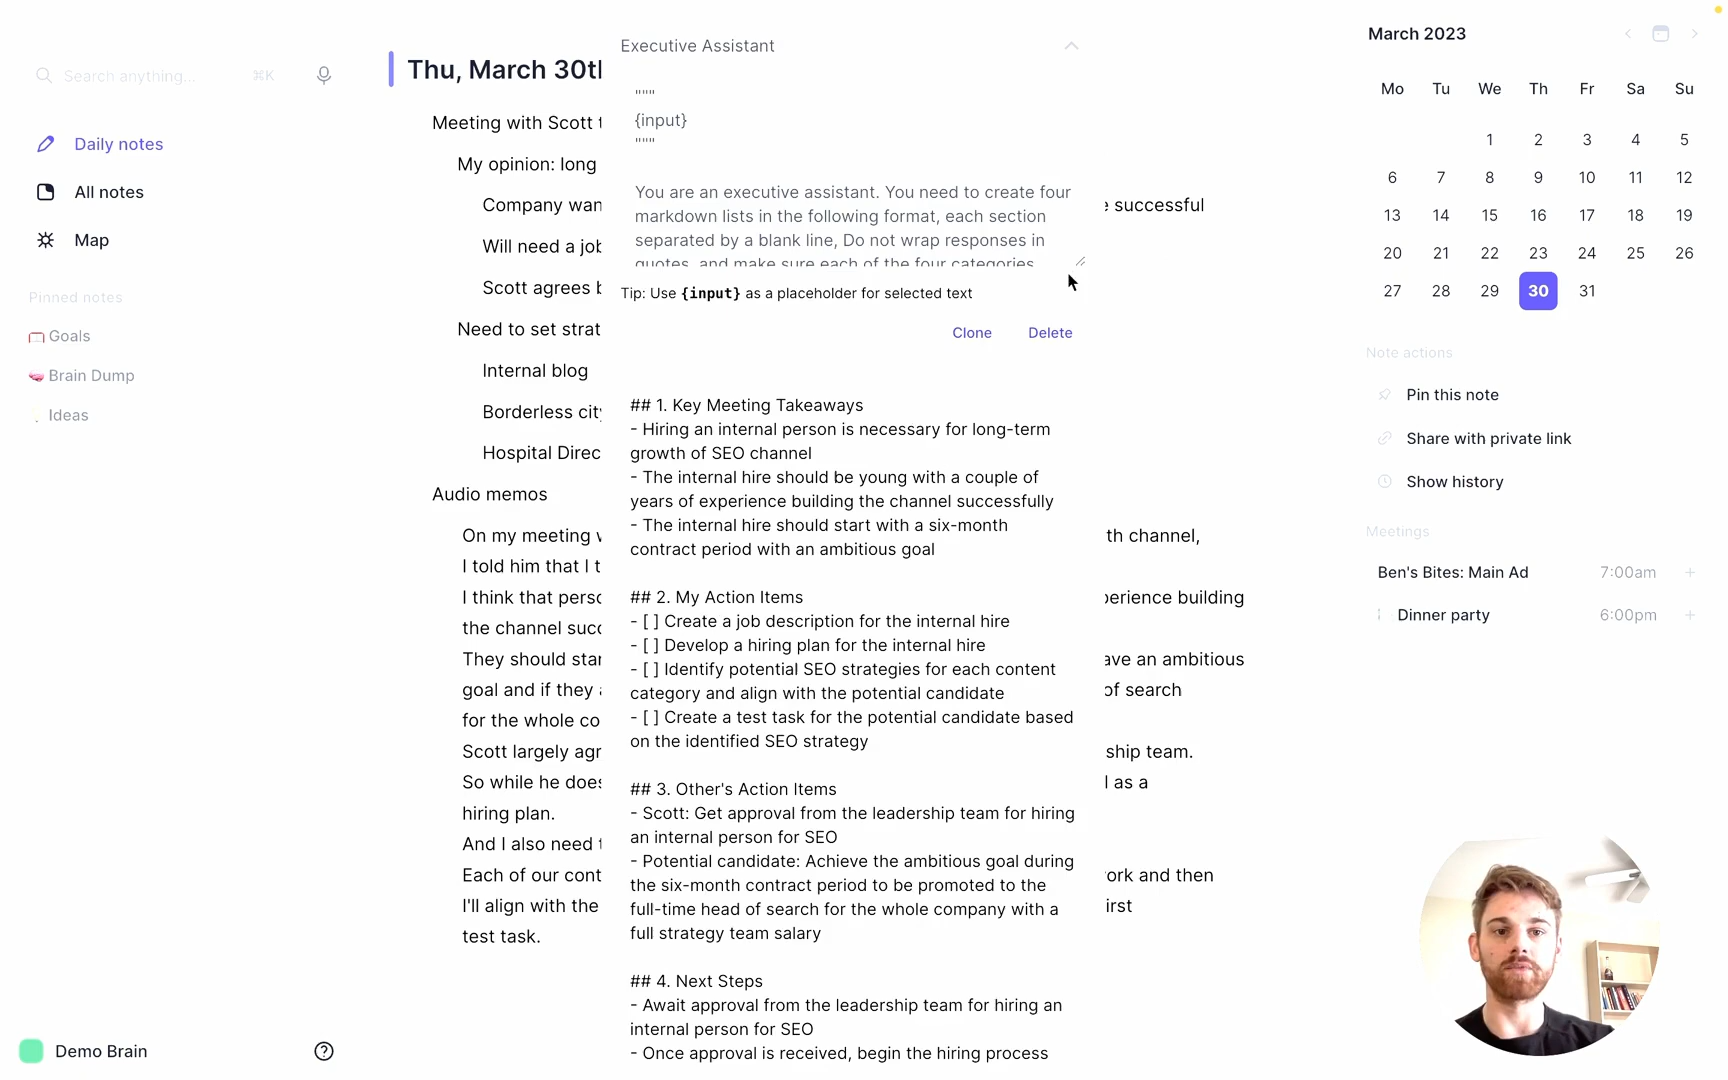 Search anything...
⌘K
Daily notes
All notes
Map
Pinned notes
Goals
Brain Dump
Ideas
Demo Brain
Thu, March 30tl
Meeting with Scott t
My opinion: long
Company war
e successful
Will need a job
Scott agrees b
Need to set strat
Internal blog
Borderless city
Hospital Direc
Audio memos
On my meeting w
th channel,
I told him that I t
I think that perso
perience building
the channel succ
They should star
ave an ambitious
goal and if they a
of search
for the whole co
Scott largely agr
ship team.
So while he does
l as a
hiring plan.
And I also need t
Each of our cont
ork and then
I'll align with the
irst
test task.
Executive Assistant
"""
{input}
"""
You are an executive assistant. You need to create four
markdown lists in the following format, each section
separated by a blank line, Do not wrap responses in
quotes, and make sure each of the four categories
Tip: Use {input} as a placeholder for selected text
Clone
Delete
## 1. Key Meeting Takeaways
- Hiring an internal person is necessary for long-term
growth of SEO channel
- The internal hire should be young with a couple of
years of experience building the channel successfully
- The internal hire should start with a six-month
contract period with an ambitious goal
## 2. My Action Items
- [ ] Create a job description for the internal hire
- [ ] Develop a hiring plan for the internal hire
- [ ] Identify potential SEO strategies for each content
category and align with the potential candidate
- [ ] Create a test task for the potential candidate based
on the identified SEO strategy
## 3. Other's Action Items
- Scott: Get approval from the leadership team for hiring
an internal person for SEO
- Potential candidate: Achieve the ambitious goal during
the six-month contract period to be promoted to the
full-time head of search for the whole company with a
full strategy team salary
## 4. Next Steps
- Await approval from the leadership team for hiring an
internal person for SEO
- Once approval is received, begin the hiring process
March 2023
Mo Tu We Th Fr Sa Su
1 2 3 4 5
6 7 8 9 10 11 12
13 14 15 16 17 18 19
20 21 22 23 24 25 26
27 28 29 30 31
Note actions
Pin this note
Share with private link
Show history
Meetings
Ben's Bites: Main Ad 7:00am +
Dinner party 6:00pm +